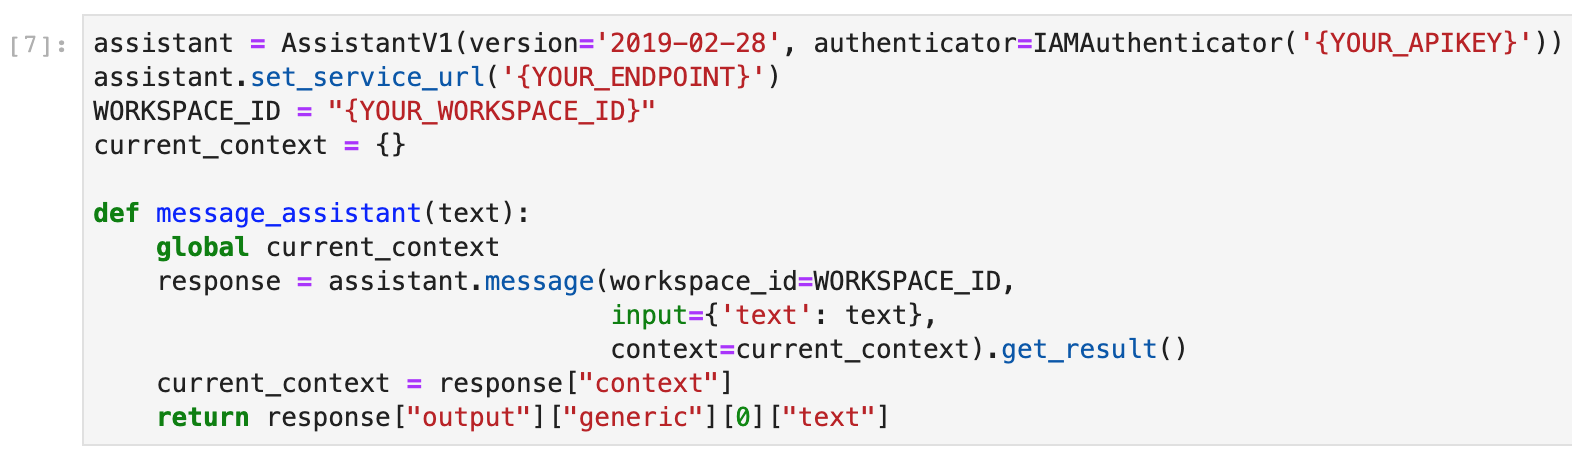 [7]: assistant = AssistantV1(version='2019-02-28', authenticator=IAMAuthenticator('{YOUR_APIKEY}'))
assistant.set_service_url('{YOUR_ENDPOINT}')
WORKSPACE_ID = "{YOUR_WORKSPACE_ID}"
current_context = {}

def message_assistant(text):
    global current_context
    response = assistant.message(workspace_id=WORKSPACE_ID,
                                 input={'text': text},
                                 context=current_context).get_result()
    current_context = response["context"]
    return response["output"]["generic"][0]["text"]